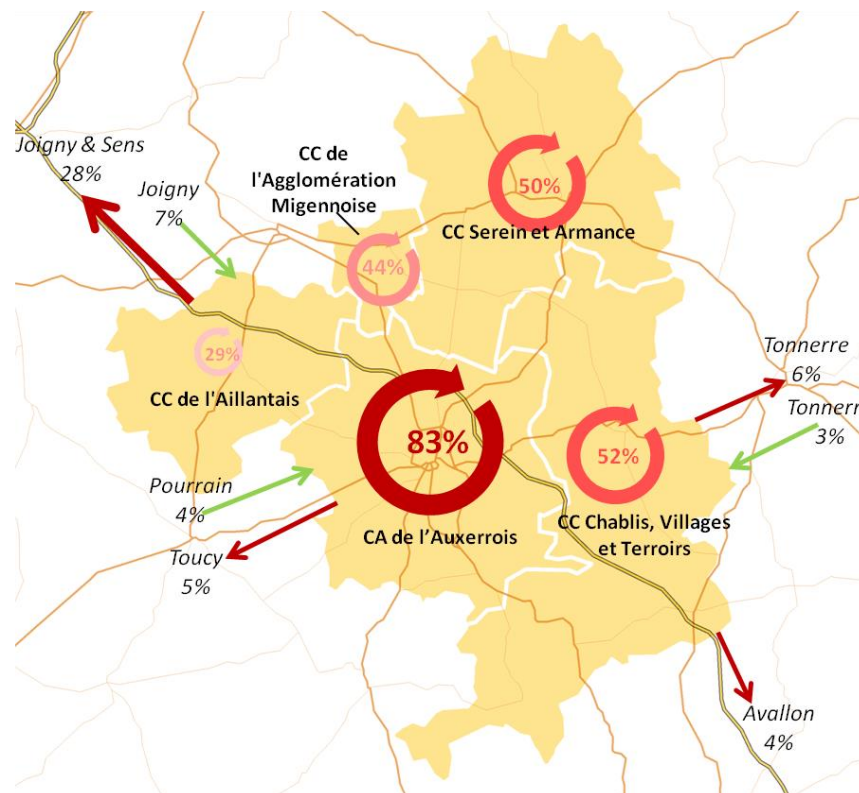 Joigny & Sens
28%
Joigny
7%
CC de
l'Agglomération
Migennoise
50%
CC Serein et Armance
44%
29%
CC de l'Aillantais
Tonnerre
6%
Tonnerr
3%
83%
52%
Pourrain
4%
CA de l’Auxerrois
CC Chablis, Villages
et Terroirs
Toucy
5%
Avallon
4%